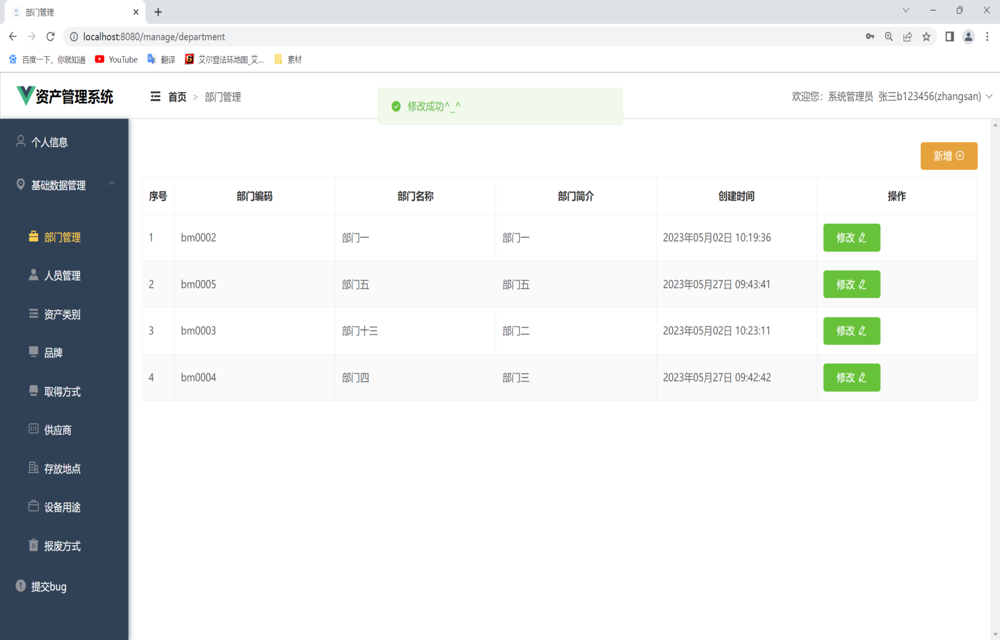 部门管理
localhost:8080/manage/department
百度一下，你就知道 YouTube 翻译 艾尔登法环地图_艾... 素材
资产管理系统
首页 > 部门管理
修改成功^_^
欢迎您：系统管理员 张三b123456(zhangsan)
个人信息
基础数据管理
部门管理
人员管理
资产类别
品牌
取得方式
供应商
存放地点
设备用途
报废方式
提交bug
新增
序号 部门编码 部门名称 部门简介 创建时间 操作
1 bm0002 部门一 部门一 2023年05月02日 10:19:36 修改
2 bm0005 部门五 部门五 2023年05月27日 09:43:41 修改
3 bm0003 部门十三 部门二 2023年05月02日 10:23:11 修改
4 bm0004 部门四 部门三 2023年05月27日 09:42:42 修改